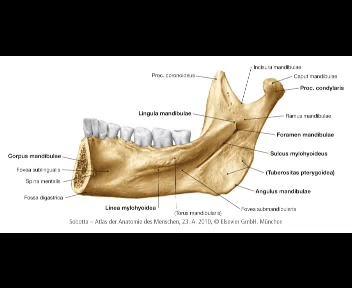 Incisura mandibulae
Proc. coronoideus
Caput mandibulae
Proc. condylaris
Lingula mandibulae
Ramus mandibulae
Foramen mandibulae
Sulcus mylohyoideus
Corpus mandibulae
Fovea sublingualis
(Tuberositas pterygoidea)
Spina mentalis
Angulus mandibulae
Fossa digastrica
Linea mylohyoidea
(Torus mandibularis)
Fovea submandibularis
Sobotta – Atlas der Anatomie des Menschen, 23. A. 2010, © Elsevier GmbH, München